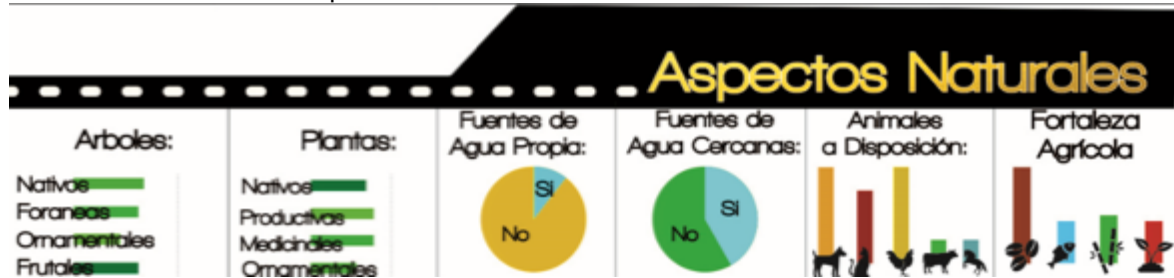 Aspectos Naturales
Arboles:
Nativos
Foraneas
Ornamentales
Frutales
Plantas:
Nativos
Productivas
Medicinales
Ornamentales
Fuentes de
Agua Propia:
Si
No
Fuentes de
Agua Cercanas:
Si
No
Animales
a Disposición:
Fortaleza
Agrícola